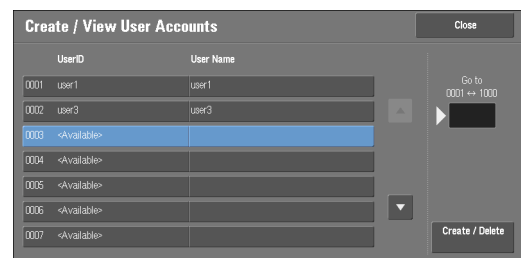 Create / View User Accounts Close
UserID User Name
0001 user1 user1
0002 user3 user3
0003 <Available>
0004 <Available>
0005 <Available>
0006 <Available>
0007 <Available>
Go to
0001 ↔ 1000
Create / Delete